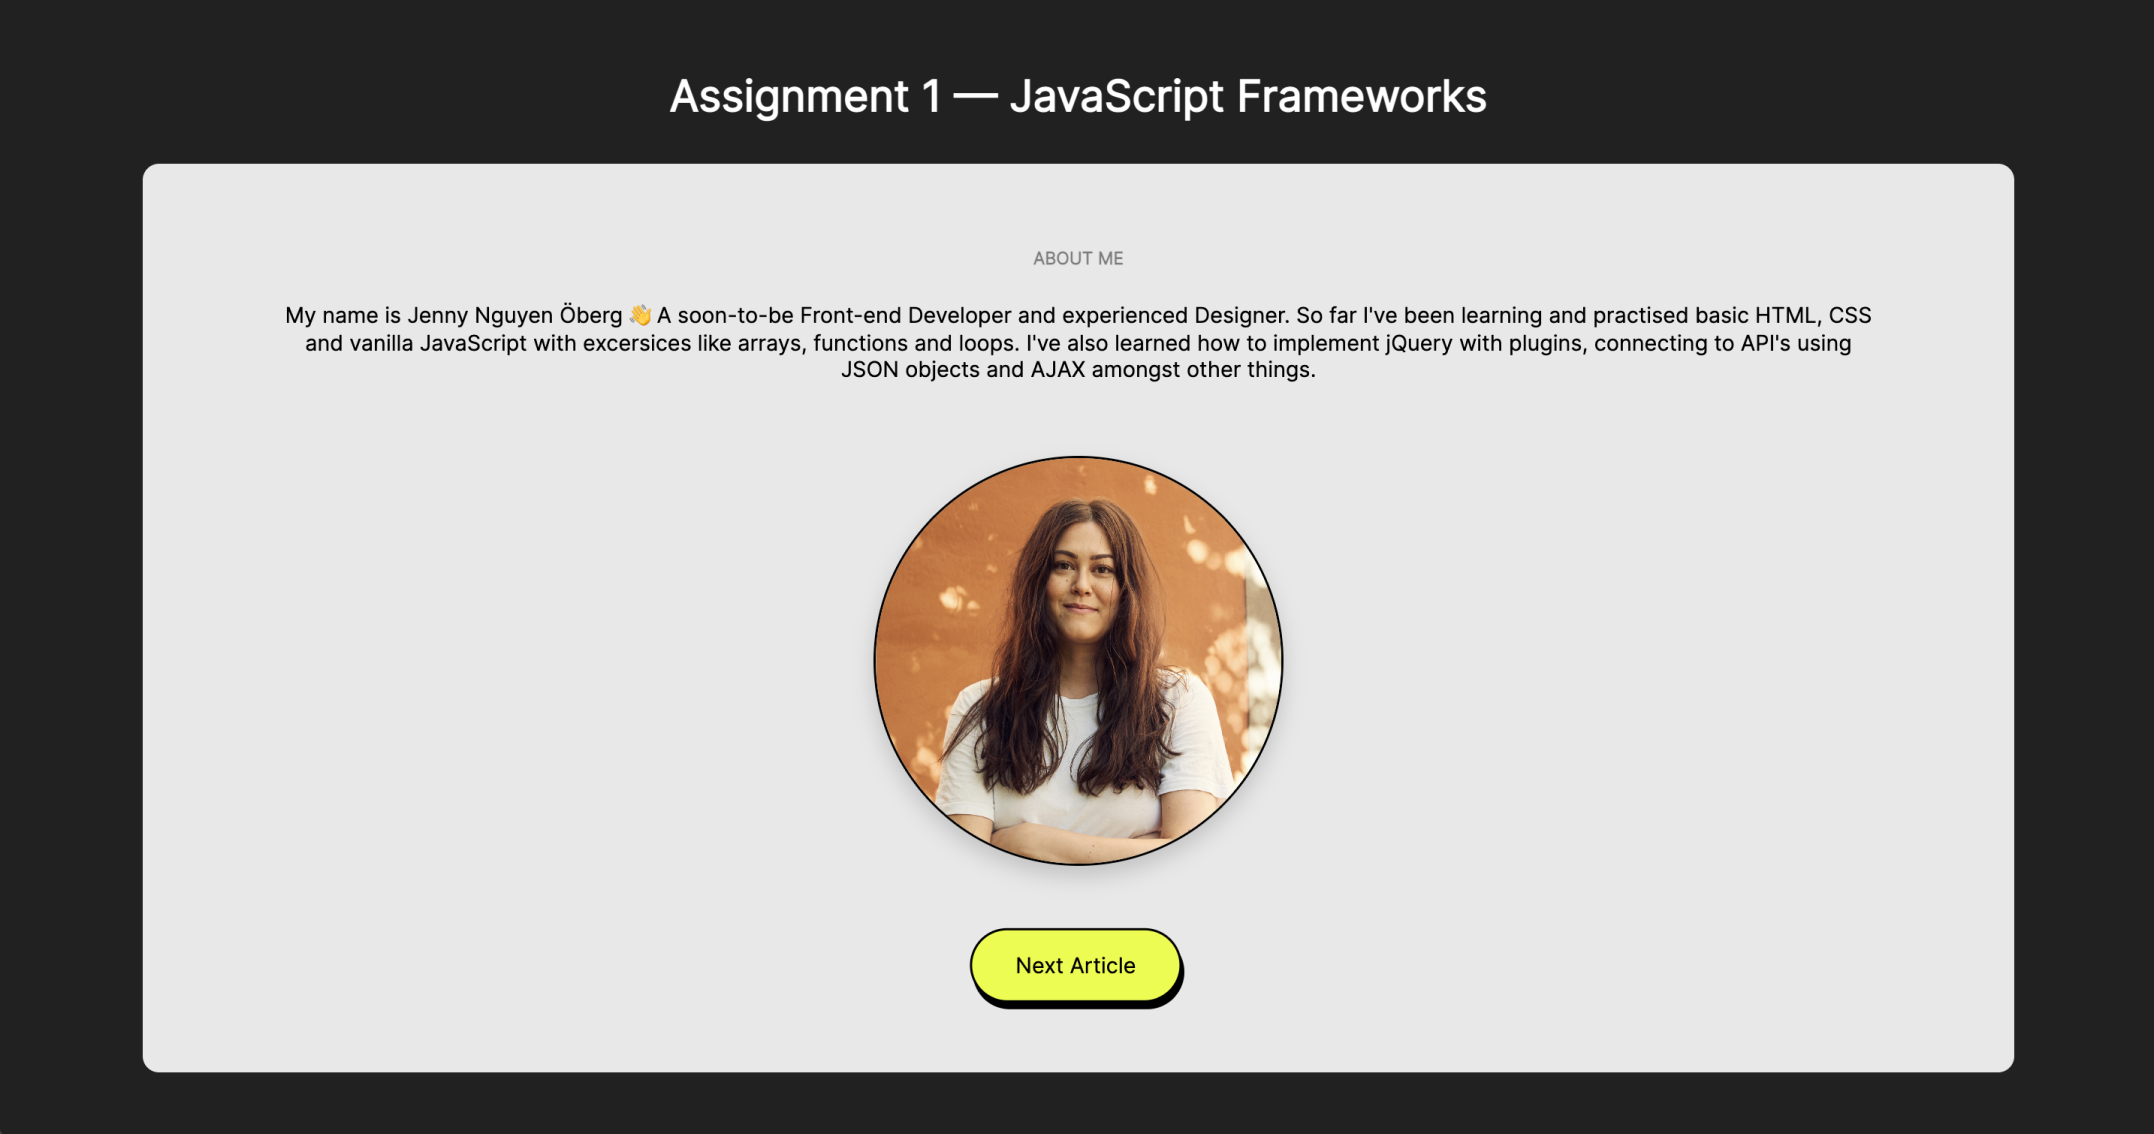 Assignment 1 — JavaScript Frameworks
ABOUT ME
My name is Jenny Nguyen Öberg 👋 A soon-to-be Front-end Developer and experienced Designer. So far I've been learning and practised basic HTML, CSS
and vanilla JavaScript with excersices like arrays, functions and loops. I've also learned how to implement jQuery with plugins, connecting to API's using
JSON objects and AJAX amongst other things.
Next Article